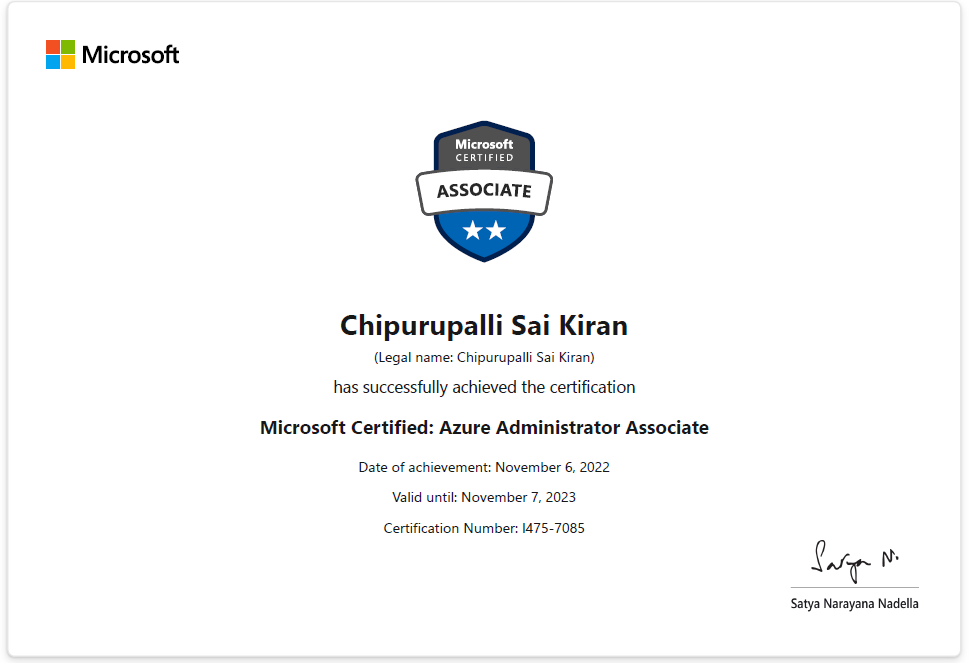 Microsoft
Microsoft
CERTIFIED
ASSOCIATE
Chipurupalli Sai Kiran
(Legal name: Chipurupalli Sai Kiran)
has successfully achieved the certification
Microsoft Certified: Azure Administrator Associate
Date of achievement: November 6, 2022
Valid until: November 7, 2023
Certification Number: I475-7085
Satya N.
Satya Narayana Nadella